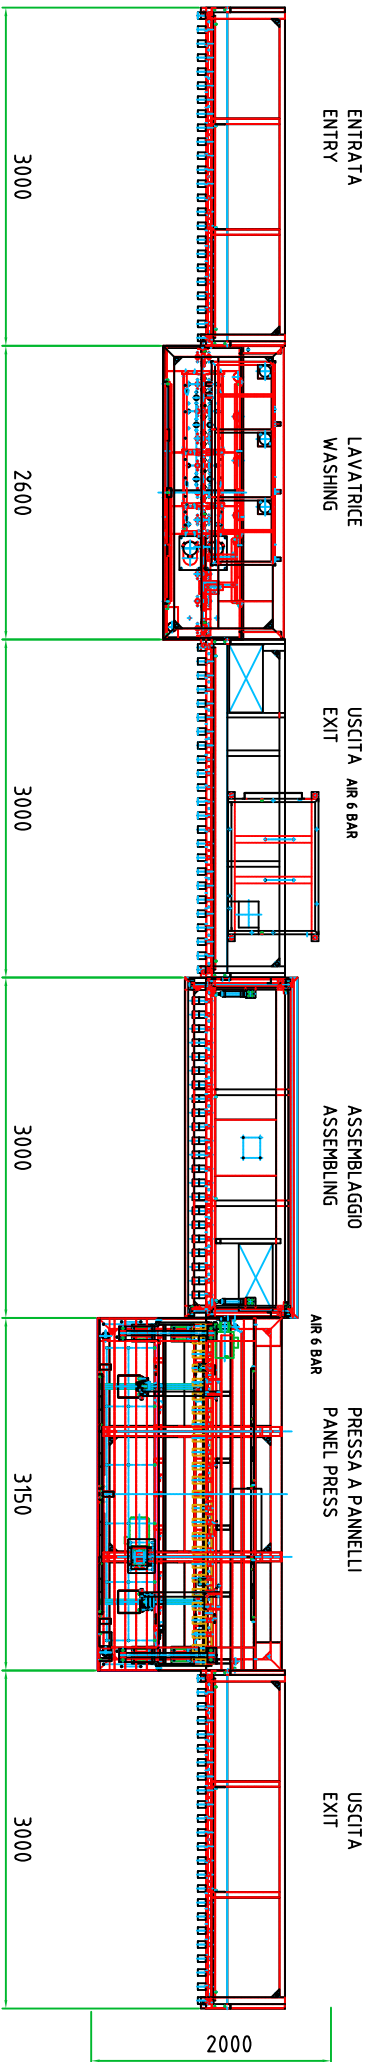 ENTRATA
ENTRY
3000
LAVATRICE
WASHING
2600
USCITA
EXIT
AIR 6 BAR
3000
ASSEMBLAGGIO
ASSEMBLING
3000
AIR 6 BAR
PRESSA A PANNELLI
PANEL PRESS
3150
USCITA
EXIT
3000
2000